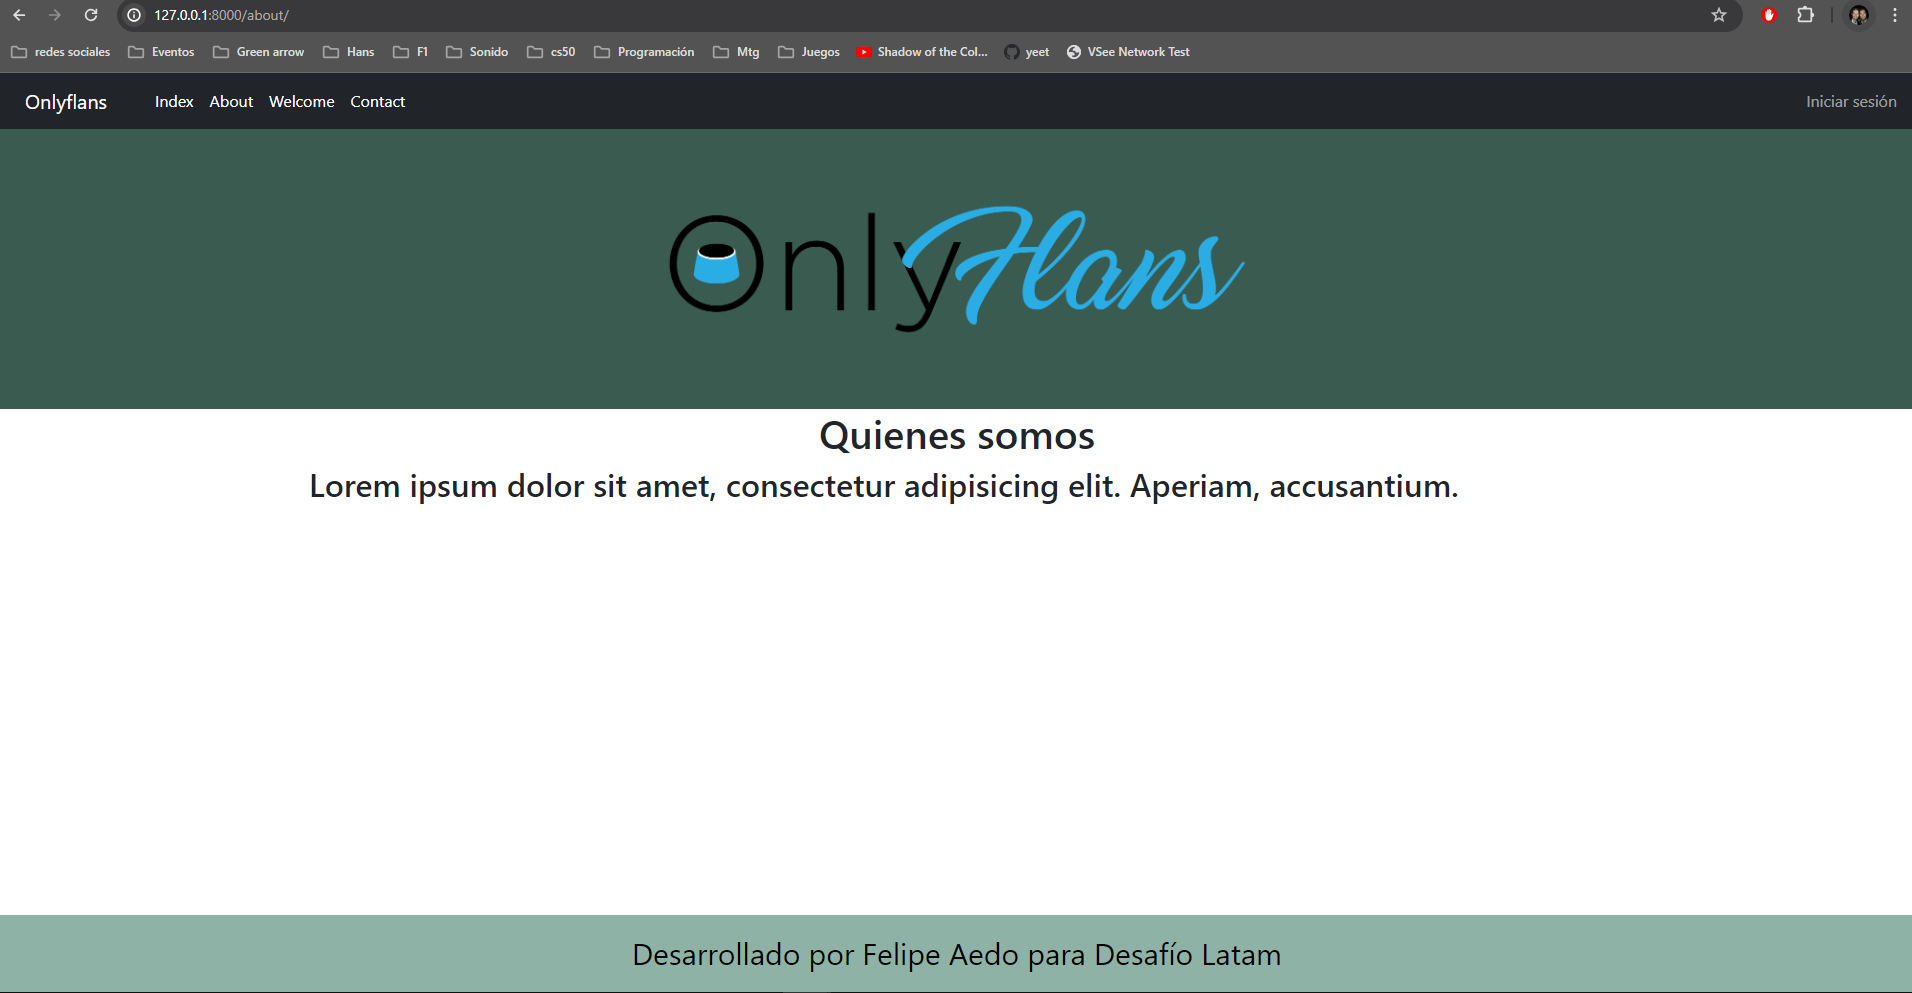 127.0.0.1:8000/about/
redes sociales Eventos Green arrow Hans F1 Sonido cs50 Programación Mtg Juegos Shadow of the Col... yeet VSee Network Test
Onlyflans Index About Welcome Contact Iniciar sesión
OnlyFlans
Quienes somos
Lorem ipsum dolor sit amet, consectetur adipisicing elit. Aperiam, accusantium.
Desarrollado por Felipe Aedo para Desafío Latam